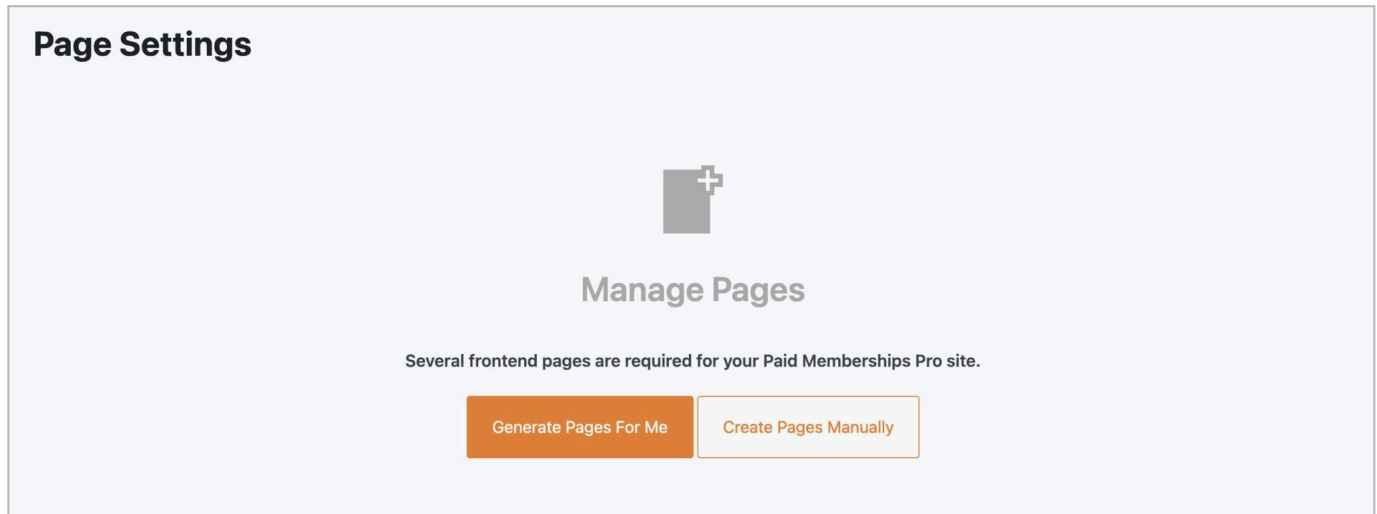 Page Settings
Manage Pages
Several frontend pages are required for your Paid Memberships Pro site.
Generate Pages For Me
Create Pages Manually